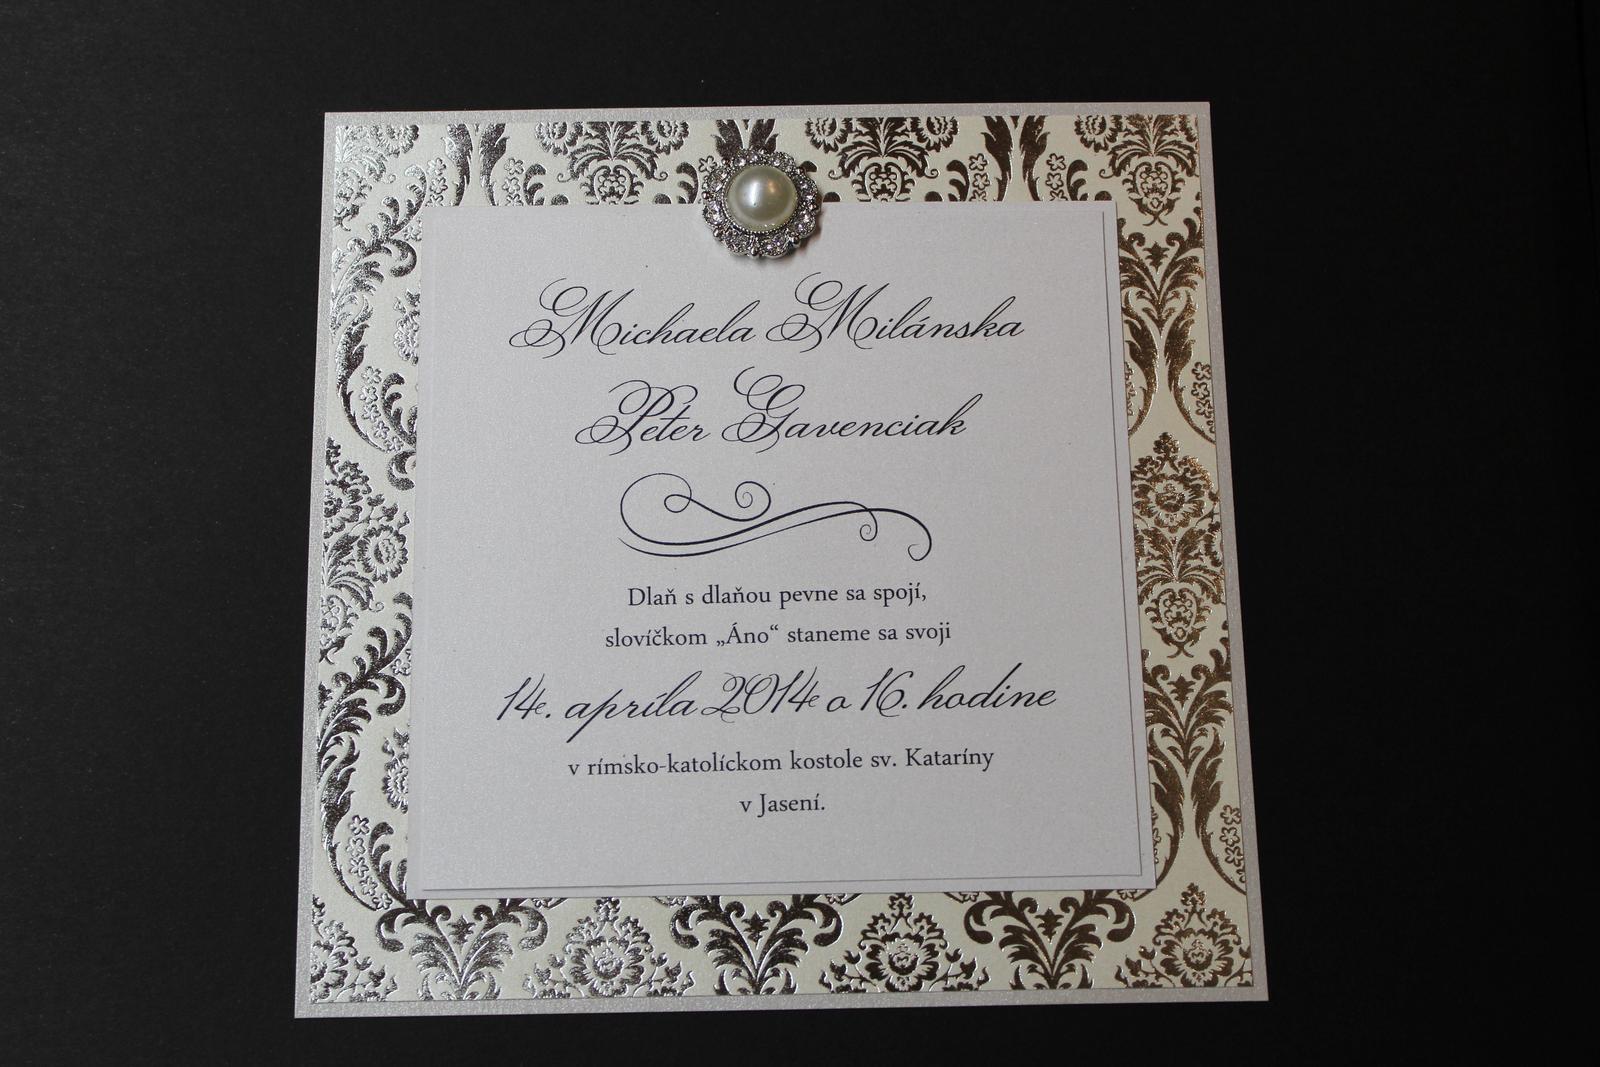 Michaela Milánska
Peter Gavenciak
Dlaň s dlaňou pevne sa spojí,
slovíčkom „Áno“ staneme sa svoji
14. apríla 2014 o 16. hodine
v rímsko-katolíckom kostole sv. Kataríny
v Jasení.